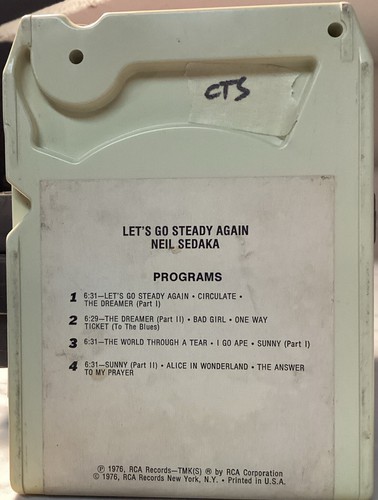 CTS
LET'S GO STEADY AGAIN
NEIL SEDAKA
PROGRAMS
1 6:31—LET'S GO STEADY AGAIN • CIRCULATE •
THE DREAMER (Part I)
2 6:29—THE DREAMER (Part II) • BAD GIRL • ONE WAY
TICKET (To The Blues)
3 6:31—THE WORLD THROUGH A TEAR • I GO APE • SUNNY (Part I)
4 6:31—SUNNY (Part II) • ALICE IN WONDERLAND • THE ANSWER
TO MY PRAYER
℗ 1976, RCA Records—TMK(S) ® by RCA Corporation
© 1976, RCA Records New York, N.Y. • Printed in U.S.A.